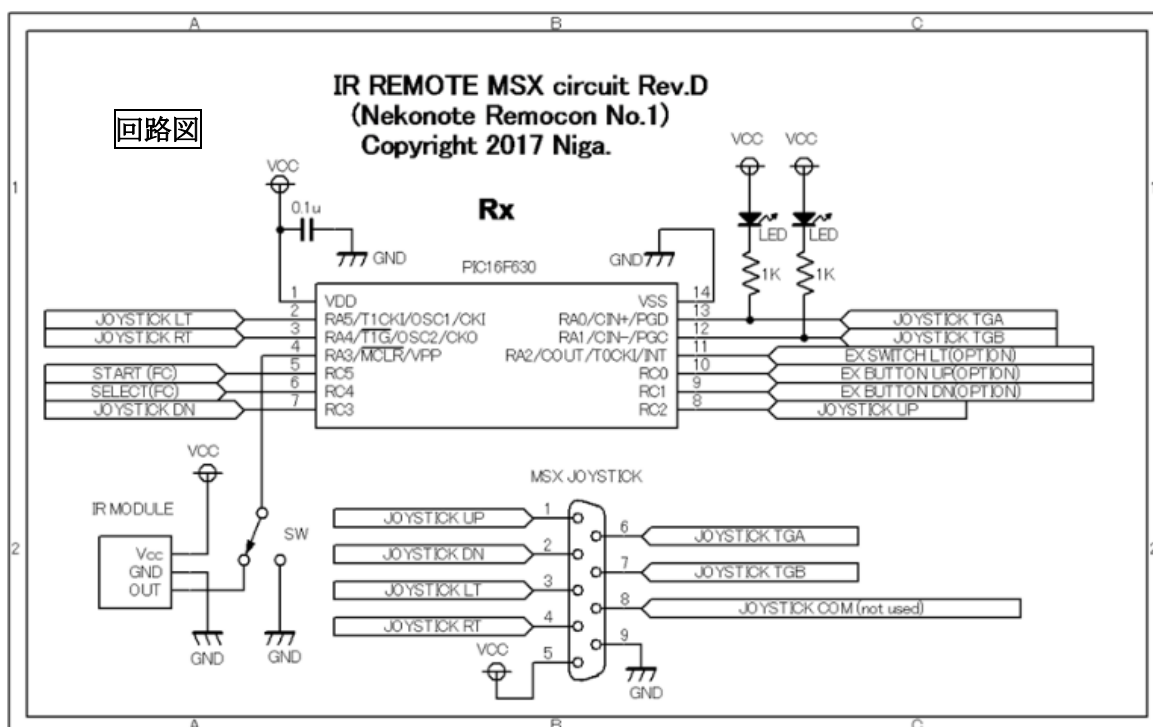 A B C
IR REMOTE MSX circuit Rev.D
(Nekonote Remocon No.1)
Copyright 2017 Niga.
回路図
VCC VCC
VCC
1 1
0.1u
Rx
LED LED
GND
PIC16F630
GND
1K 1K
1 VDD VSS 14
JOYSTICK LT 2 RA5/T1CKI/OSC1/CKI RA0/CIN+/PGD 13 JOYSTICK TGA
JOYSTICK RT 3 RA4/T1G/OSC2/CKO RA1/CIN-/PGC 12 JOYSTICK TGB
4 RA3/MCLR/VPP RA2/COUT/T0CKI/INT 11 EX SWITCH LT(OPTION)
START (FC) 5 RC5 RC0 10 EX BUTTON UP(OPTION)
SELECT(FC) 6 RC4 RC1 9 EX BUTTON DN(OPTION)
JOYSTICK DN 7 RC3 RC2 8 JOYSTICK UP
VCC
MSX JOYSTICK
IR MODULE
JOYSTICK UP 1
SW
6 JOYSTICK TGA
2 2
Vcc
JOYSTICK DN 2
GND
7 JOYSTICK TGB
OUT
JOYSTICK LT 3
8 JOYSTICK COM (not used)
JOYSTICK RT 4
9
VCC
5
GND GND
GND
A B C